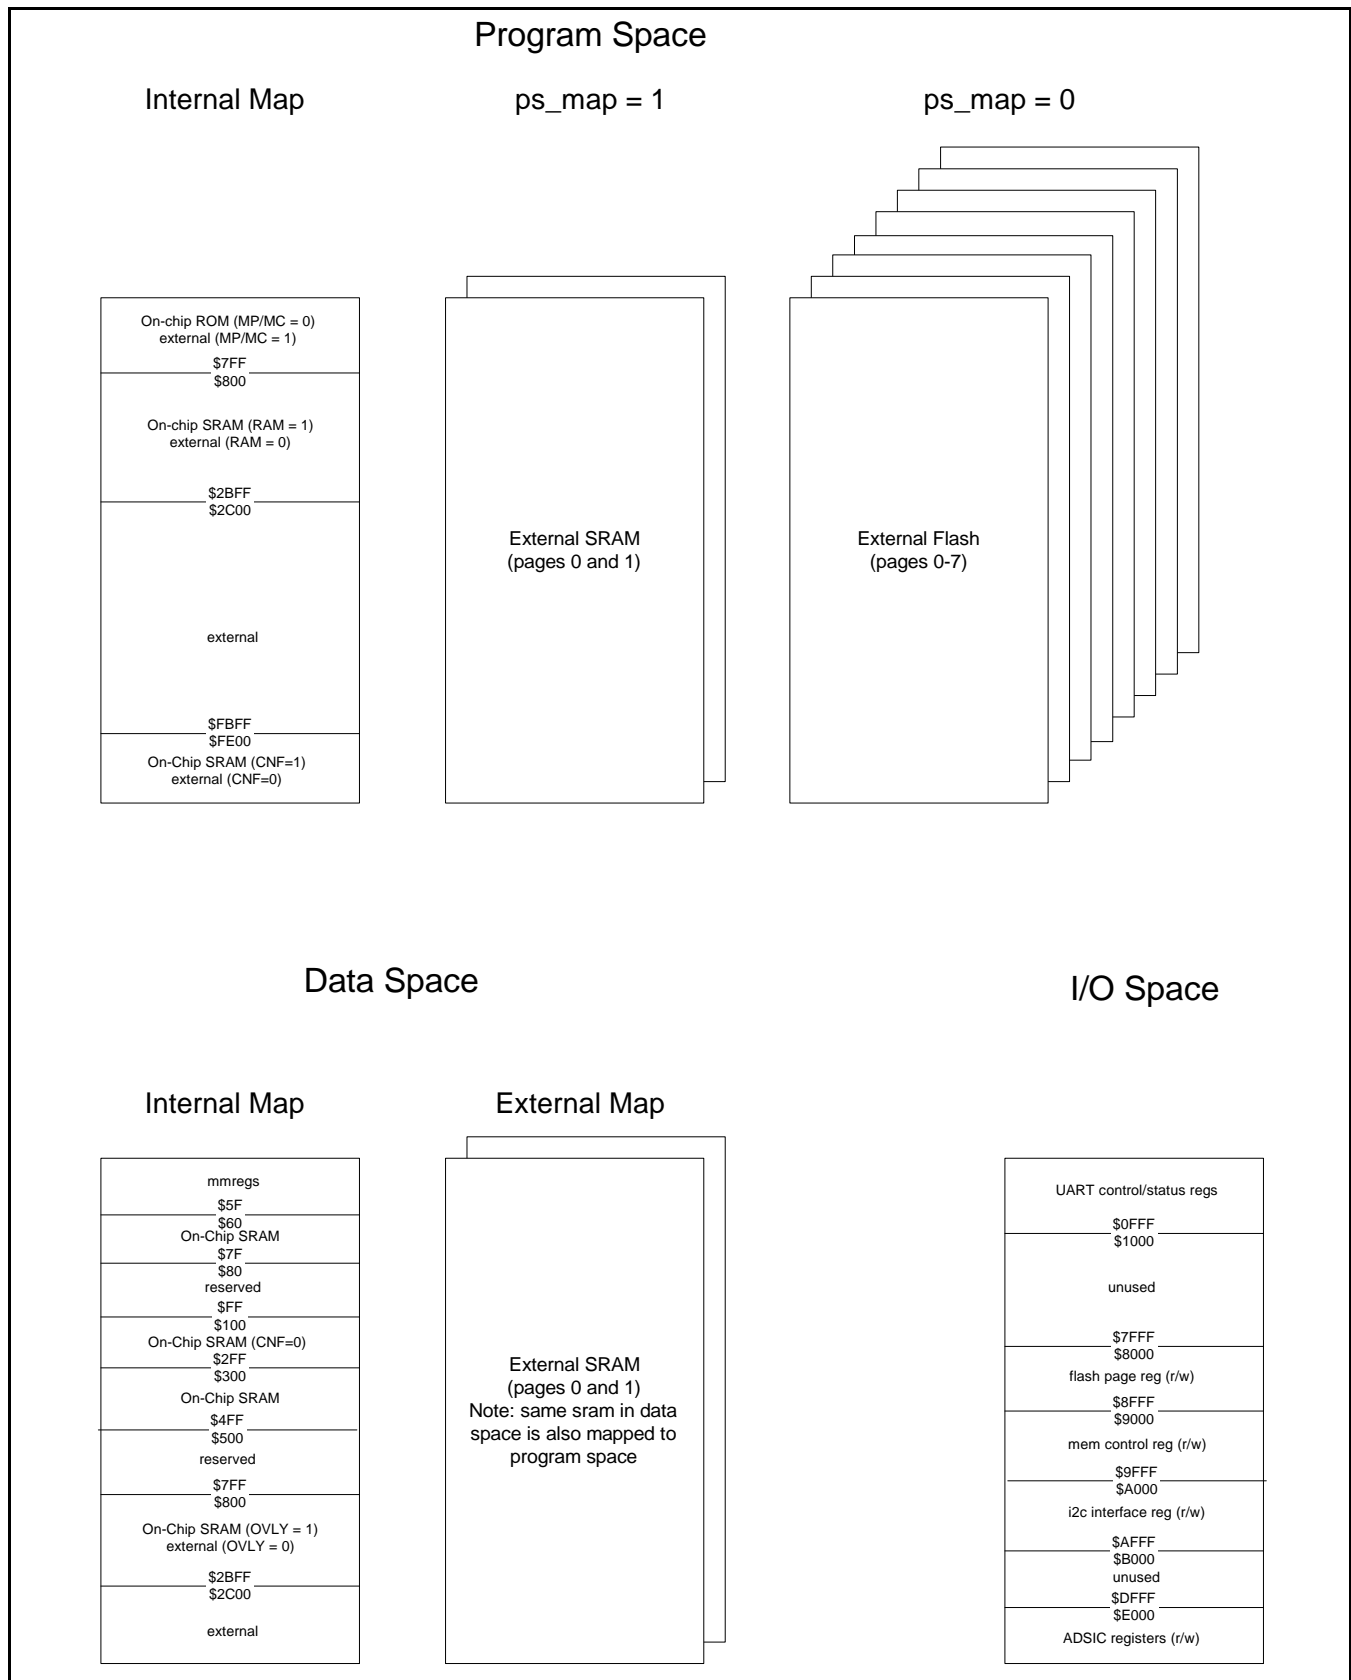 Program Space
Internal Map
ps_map = 1
ps_map = 0
On-chip ROM (MP/MC = 0)
external (MP/MC = 1)
$7FF
$800
On-chip SRAM (RAM = 1)
external (RAM = 0)
$2BFF
$2C00
external
$FBFF
$FE00
On-Chip SRAM (CNF=1)
external (CNF=0)
External SRAM
(pages 0 and 1)
External Flash
(pages 0-7)
Data Space
Internal Map
External Map
mmregs
$5F
$60
On-Chip SRAM
$7F
$80
reserved
$FF
$100
On-Chip SRAM (CNF=0)
$2FF
$300
On-Chip SRAM
$4FF
$500
reserved
$7FF
$800
On-Chip SRAM (OVLY = 1)
external (OVLY = 0)
$2BFF
$2C00
external
External SRAM
(pages 0 and 1)
Note: same sram in data
space is also mapped to
program space
I/O Space
UART control/status regs
$0FFF
$1000
unused
$7FFF
$8000
flash page reg (r/w)
$8FFF
$9000
mem control reg (r/w)
$9FFF
$A000
i2c interface reg (r/w)
$AFFF
$B000
unused
$DFFF
$E000
ADSIC registers (r/w)